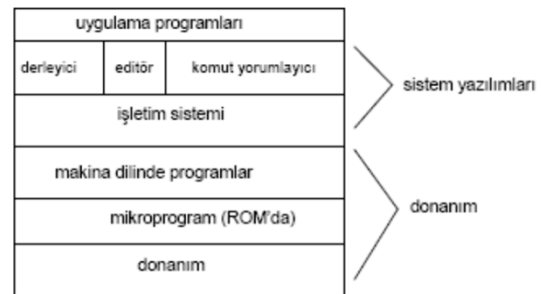 uygulama programları
derleyici editör komut yorumlayıcı
sistem yazılımları
işletim sistemi
makina dilinde programlar
mikroprogram (ROM'da)
donanım
donanım